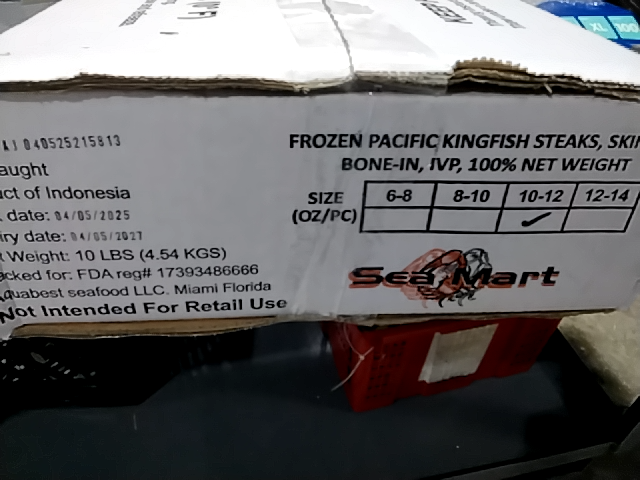 AI 040525215813
aught
uct of Indonesia
. date: 04/05/2025
iry date: 04/05/2027
t Weight: 10 LBS (4.54 KGS)
acked for: FDA reg# 17393486666
Aquabest seafood LLC. Miami Florida
Not Intended For Retail Use
FROZEN PACIFIC KINGFISH STEAKS, SKIN
BONE-IN, IVP, 100% NET WEIGHT
SIZE (OZ/PC)
6-8 8-10 10-12 12-14
Sea Mart
XL 100